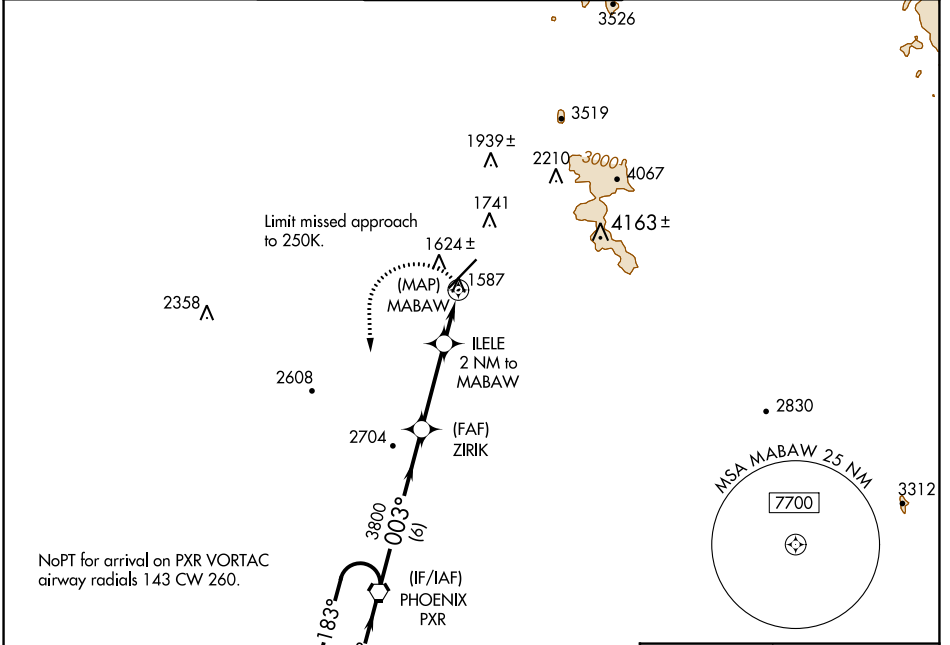 3526
3519
1939±
2210
3000
4067
1741
4163±
Limit missed approach
to 250K.
1624±
(MAP)
MABAW
1587
2358
ILELE
2 NM to
MABAW
2608
2830
2704
(FAF)
ZIRIK
MSA MABAW 25 NM
7700
3312
3800
003°
(6)
NoPT for arrival on PXR VORTAC
airway radials 143 CW 260.
(IF/IAF)
PHOENIX
PXR
183°